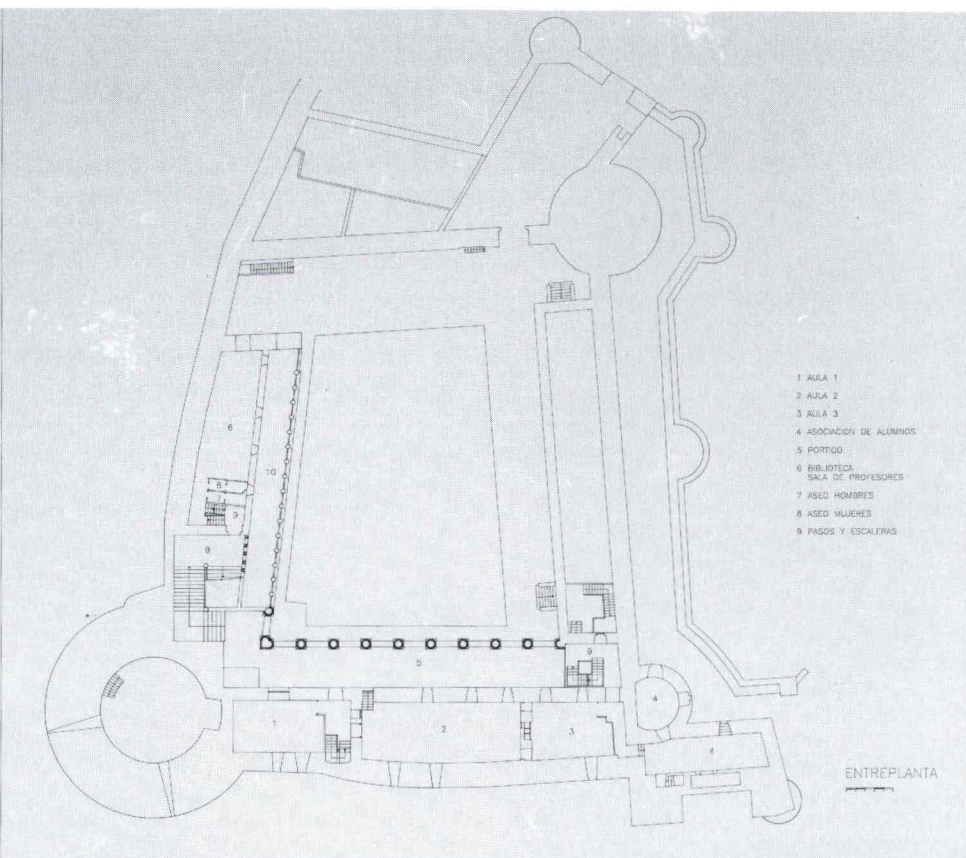 6
10
8
7
9
9
5
9
4
1
2
3
4
1 AULA 1
2 AULA 2
3 AULA 3
4 ASOCIACION DE ALUMNOS
5 PORTICO
6 BIBLIOTECA
SALA DE PROFESORES
7 ASEO HOMBRES
8 ASEO MUJERES
9 PASOS Y ESCALERAS
ENTREPLANTA